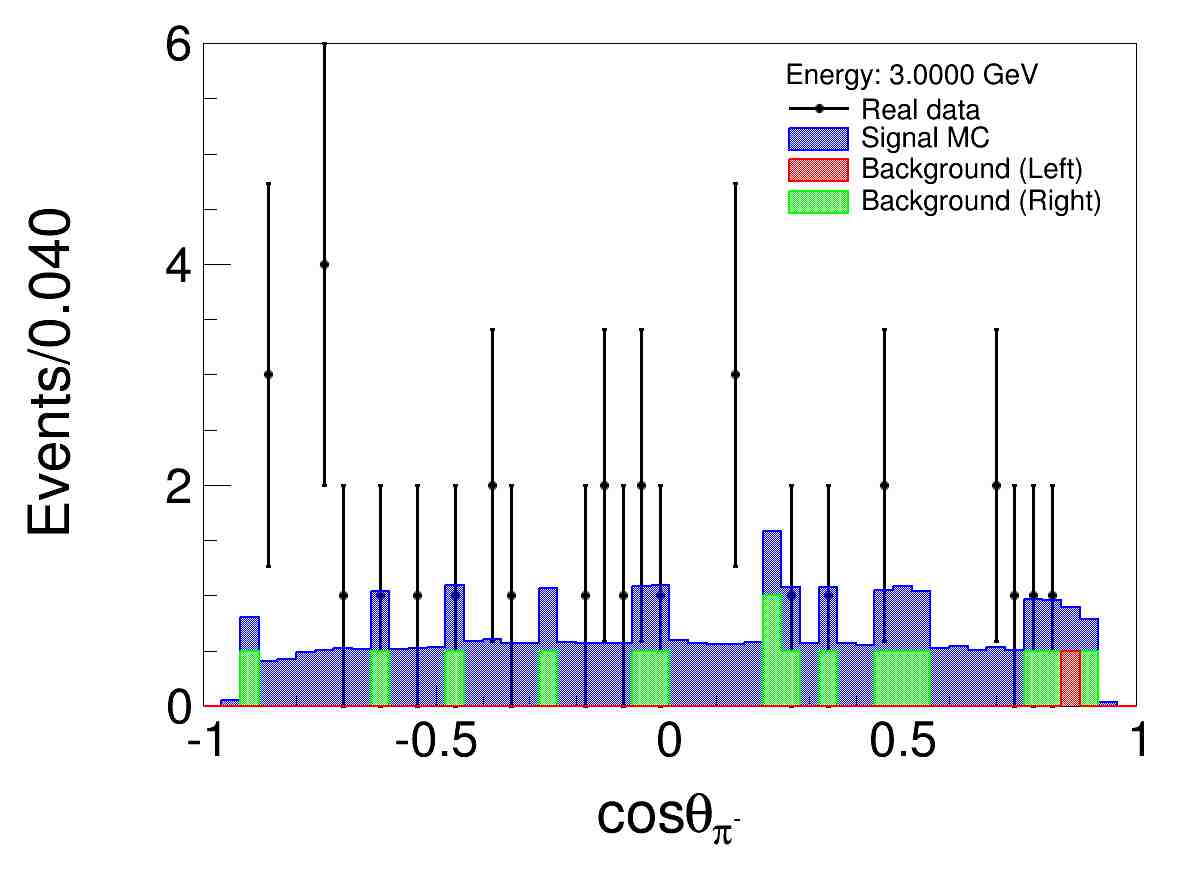 6
4
2
0
Events/0.040
Energy: 3.0000 GeV
Real data
Signal MC
Background (Left)
Background (Right)
-1 -0.5 0 0.5 1
cosθπ-